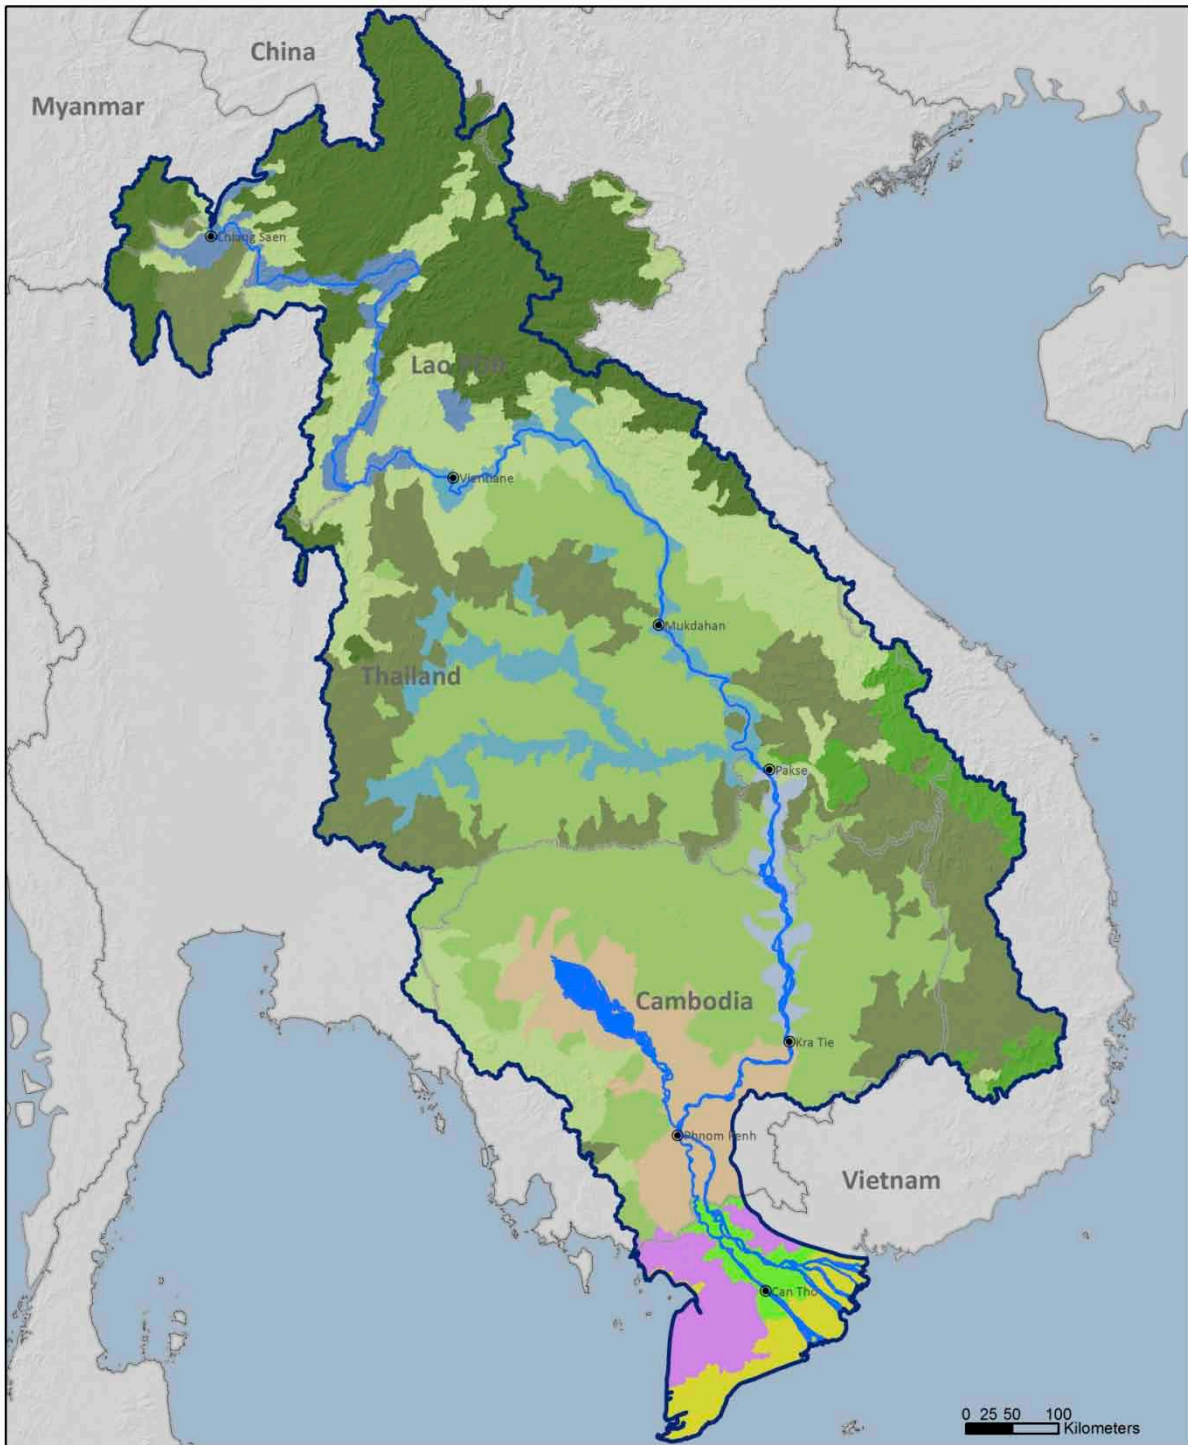 China
Myanmar
Chiang Saen
Lao PDR
Vientiane
Mukdahan
Thailand
Pakse
Cambodia
Kra Tie
Phnom Penh
Vietnam
Can Tho
0 25 50 100
Kilometers